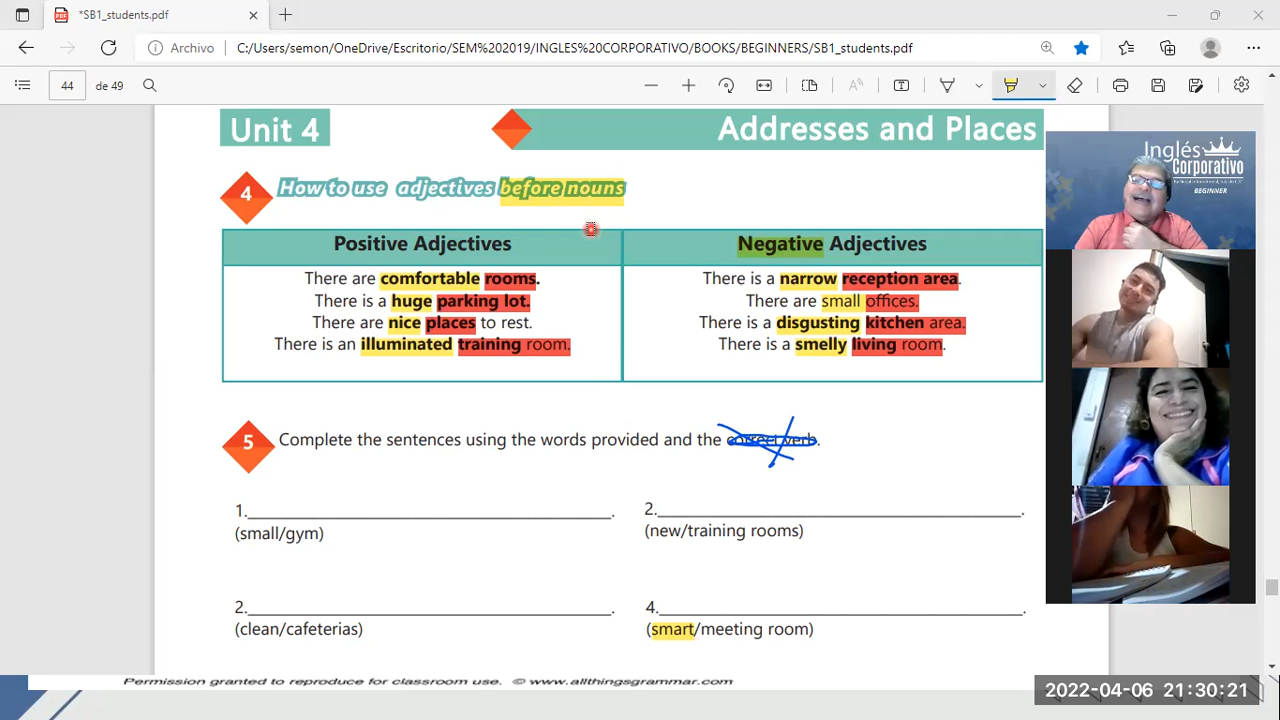 *SB1_students.pdf
Archivo C:/Users/semon/OneDrive/Escritorio/SEM%202019/INGLES%20CORPORATIVO/BOOKS/BEGINNERS/SB1_students.pdf
44 de 49
Unit 4 Addresses and Places
4 How to use adjectives before nouns
Positive Adjectives
There are comfortable rooms.
There is a huge parking lot.
There are nice places to rest.
There is an illuminated training room.
Negative Adjectives
There is a narrow reception area.
There are small offices.
There is a disgusting kitchen area.
There is a smelly living room.
5 Complete the sentences using the words provided and the correct verb.
1.______________________________.
(small/gym)
2.______________________________.
(new/training rooms)
2.______________________________.
(clean/cafeterias)
4.______________________________.
(smart/meeting room)
Permission granted to reproduce for classroom use. © www.allthingsgrammar.com
Inglés
Corporativo
BEGINNER
2022-04-06 21:30:21